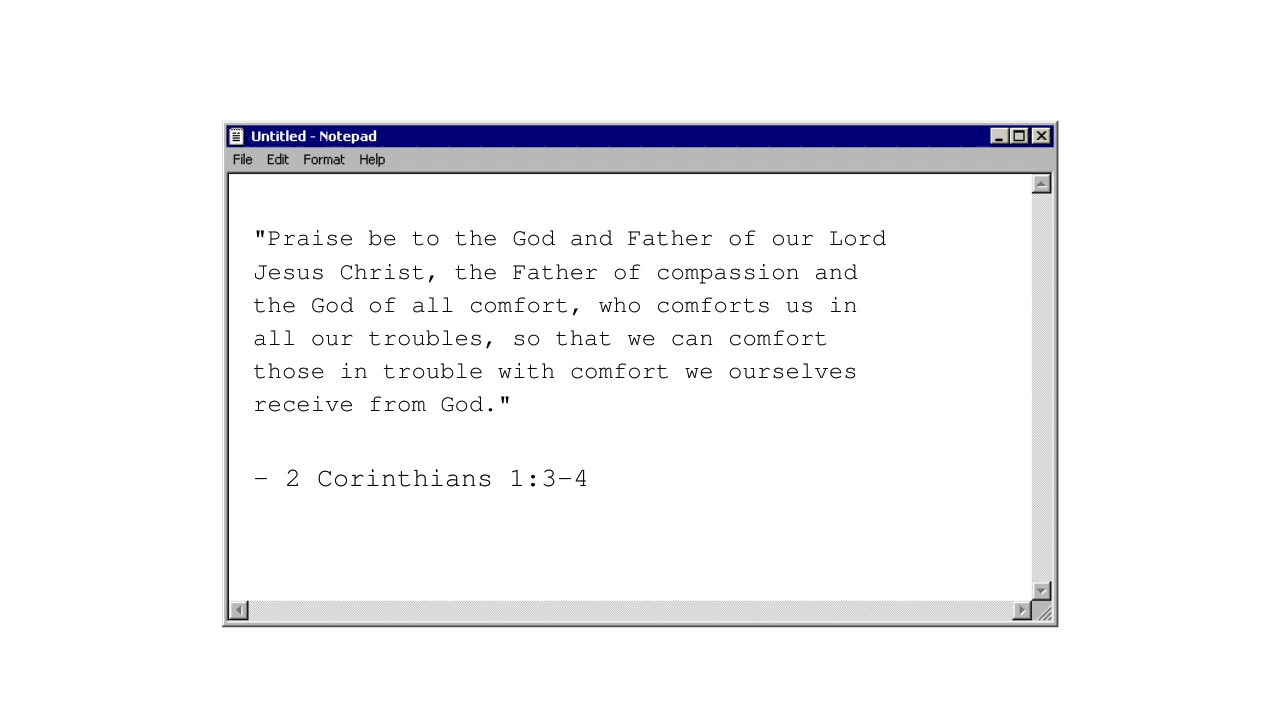 Untitled - Notepad
File Edit Format Help
"Praise be to the God and Father of our Lord
Jesus Christ, the Father of compassion and
the God of all comfort, who comforts us in
all our troubles, so that we can comfort
those in trouble with comfort we ourselves
receive from God."
- 2 Corinthians 1:3-4